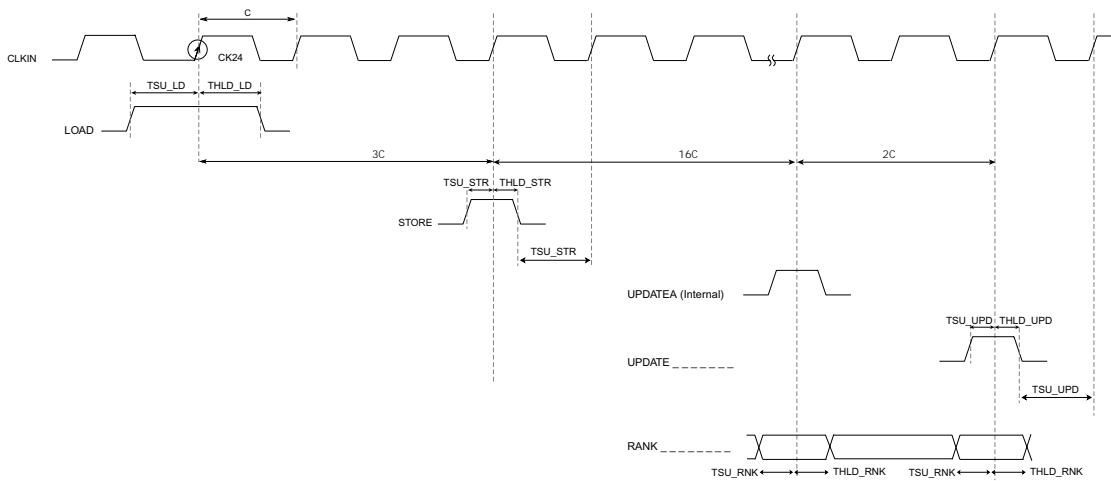 C
CLKIN
CK24
TSU_LD
THLD_LD
LOAD
3C
16C
2C
TSU_STR
THLD_STR
STORE
TSU_STR
UPDATEA (Internal)
TSU_UPD
THLD_UPD
UPDATE
TSU_UPD
RANK
TSU_RNK
THLD_RNK
TSU_RNK
THLD_RNK